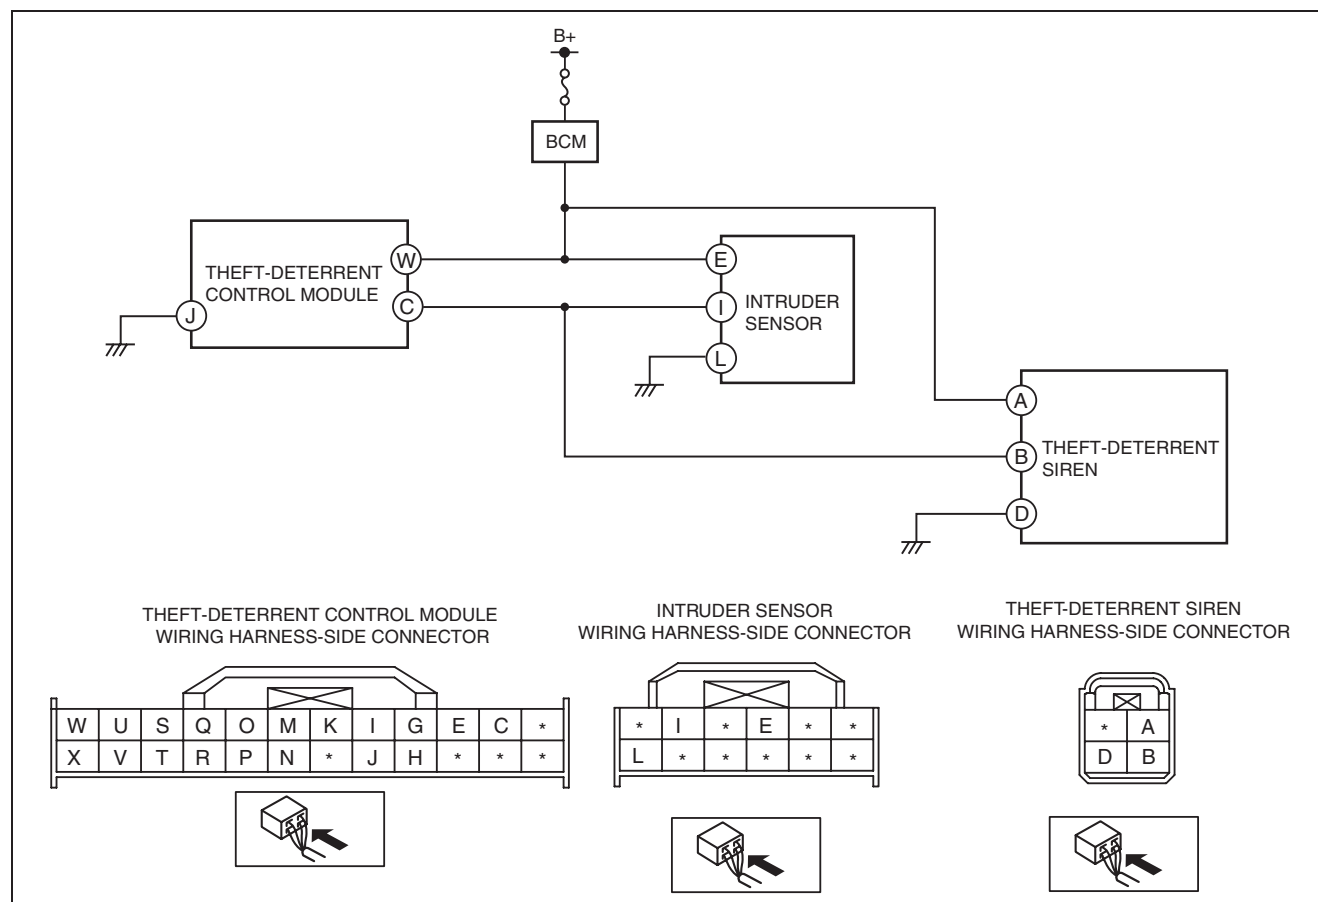 B+
BCM
THEFT-DETERRENT
CONTROL MODULE
W
C
J
E
I
L
INTRUDER
SENSOR
A
B
D
THEFT-DETERRENT
SIREN
THEFT-DETERRENT CONTROL MODULE
WIRING HARNESS-SIDE CONNECTOR
W U S Q O M K I G E C *
X V T R P N * J H * * *
INTRUDER SENSOR
WIRING HARNESS-SIDE CONNECTOR
* I * E * *
L * * * * *
THEFT-DETERRENT SIREN
WIRING HARNESS-SIDE CONNECTOR
* A
D B